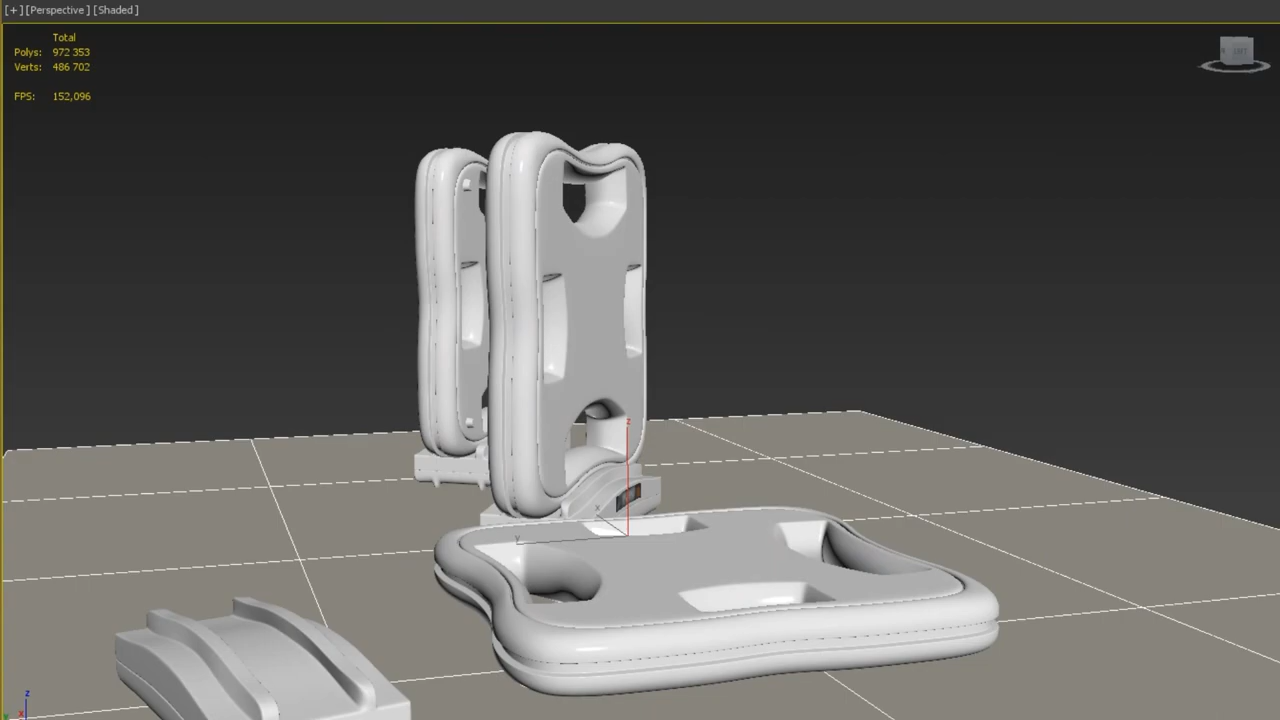 [+] [Perspective] [Shaded]
Total
Polys: 972 353
Verts: 486 702
FPS: 152,096
z
x
y
z
x